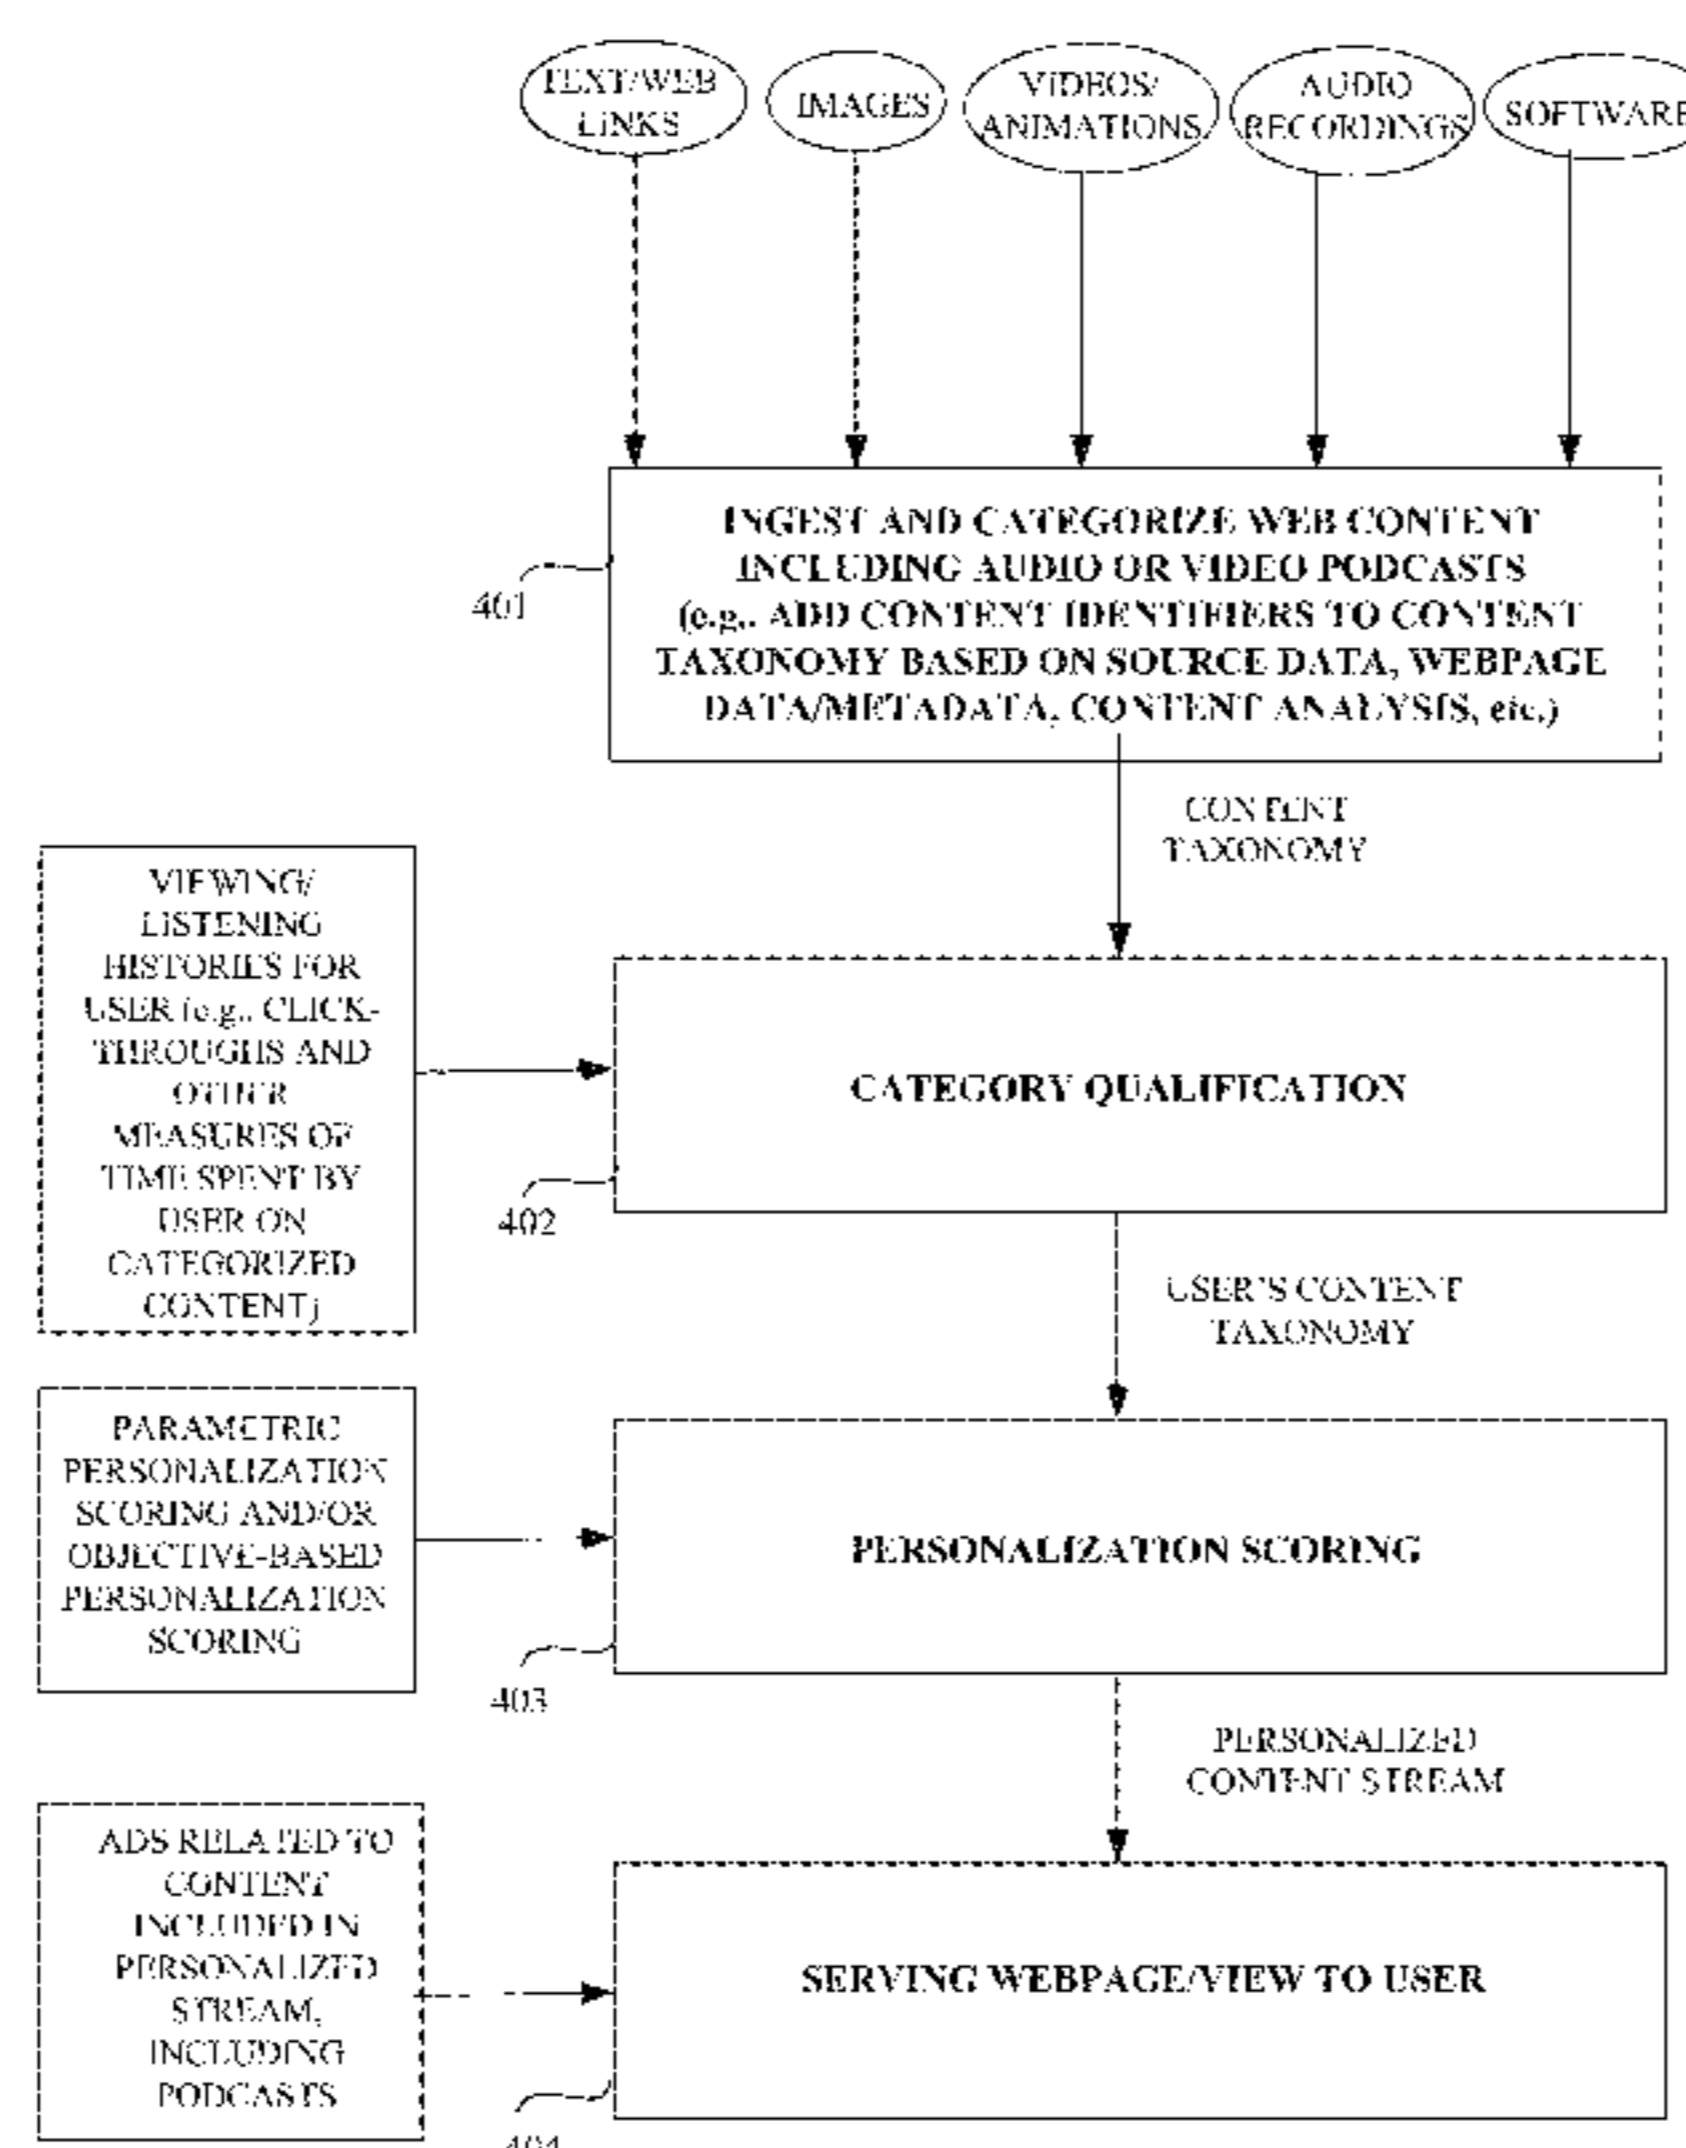 TEXT/WEB
LINKS
IMAGES
VIDEOS/
ANIMATIONS
AUDIO
RECORDINGS
SOFTWARE
INGEST AND CATEGORIZE WEB CONTENT
INCLUDING AUDIO OR VIDEO PODCASTS
(e.g., ADD CONTENT IDENTIFIERS TO CONTENT
TAXONOMY BASED ON SOURCE DATA, WEBPAGE
DATA/METADATA, CONTENT ANALYSIS, etc.)
401
CONTENT
TAXONOMY
VIEWING/
LISTENING
HISTORIES FOR
USER (e.g., CLICK-
THROUGHS AND
OTHER
MEASURES OF
TIME SPENT BY
USER ON
CATEGORIZED
CONTENT)
CATEGORY QUALIFICATION
402
USER'S CONTENT
TAXONOMY
PARAMETRIC
PERSONALIZATION
SCORING AND/OR
OBJECTIVE-BASED
PERSONALIZATION
SCORING
PERSONALIZATION SCORING
403
PERSONALIZED
CONTENT STREAM
ADS RELATED TO
CONTENT
INCLUDED IN
PERSONALIZED
STREAM,
INCLUDING
PODCASTS
SERVING WEBPAGE/VIEW TO USER
404